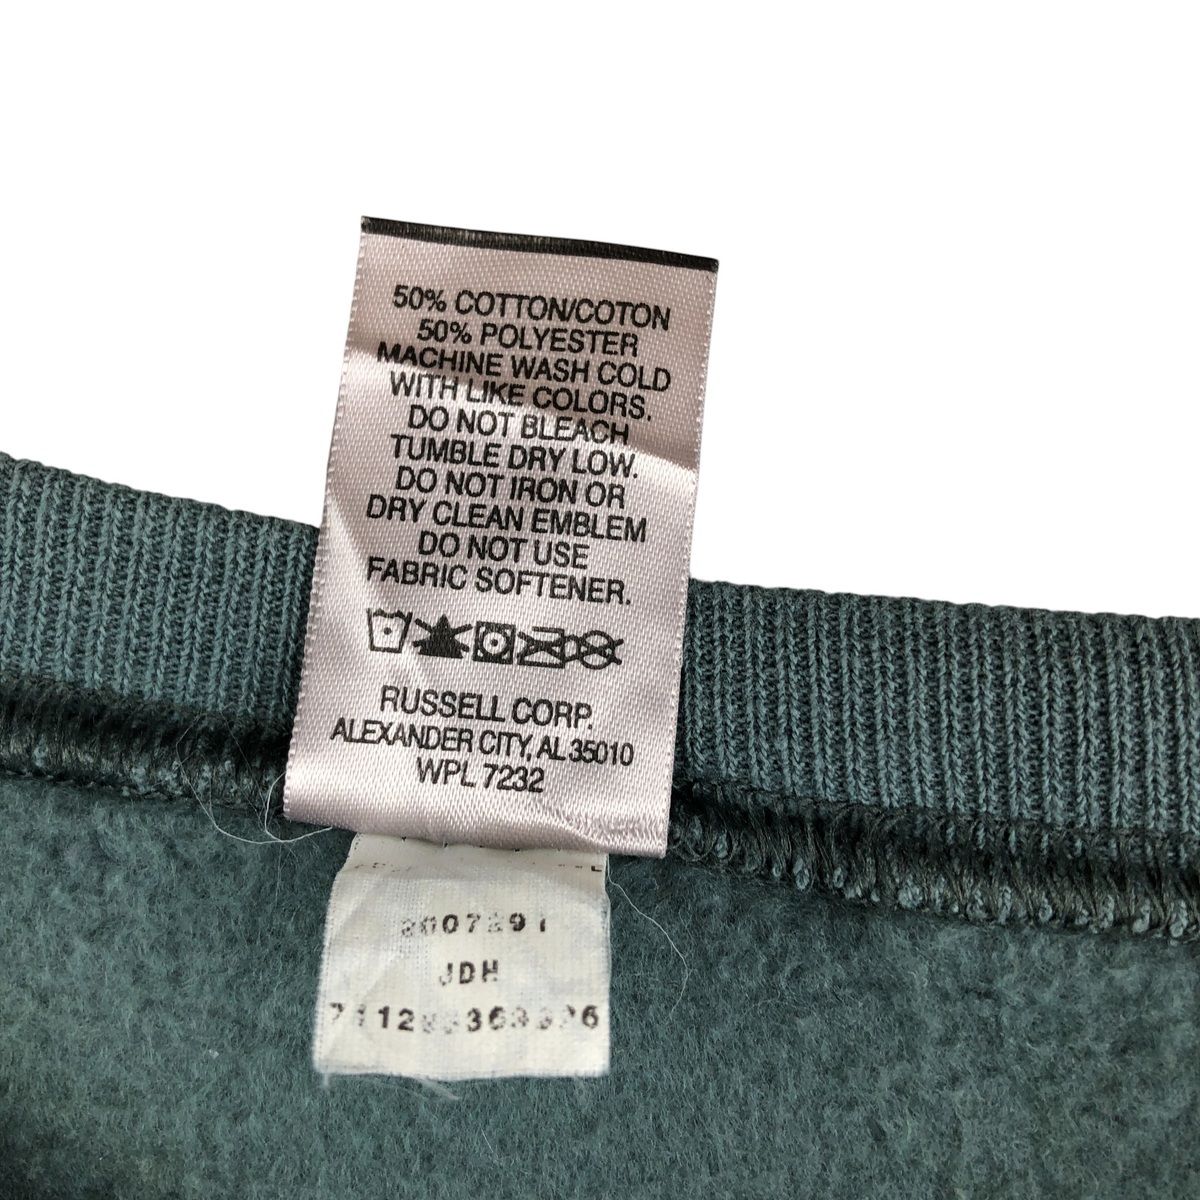 50% COTTON/COTON
50% POLYESTER
MACHINE WASH COLD
WITH LIKE COLORS.
DO NOT BLEACH
TUMBLE DRY LOW.
DO NOT IRON OR
DRY CLEAN EMBLEM
DO NOT USE
FABRIC SOFTENER.
RUSSELL CORP.
ALEXANDER CITY, AL 35010
WPL 7232
2007291
JDH